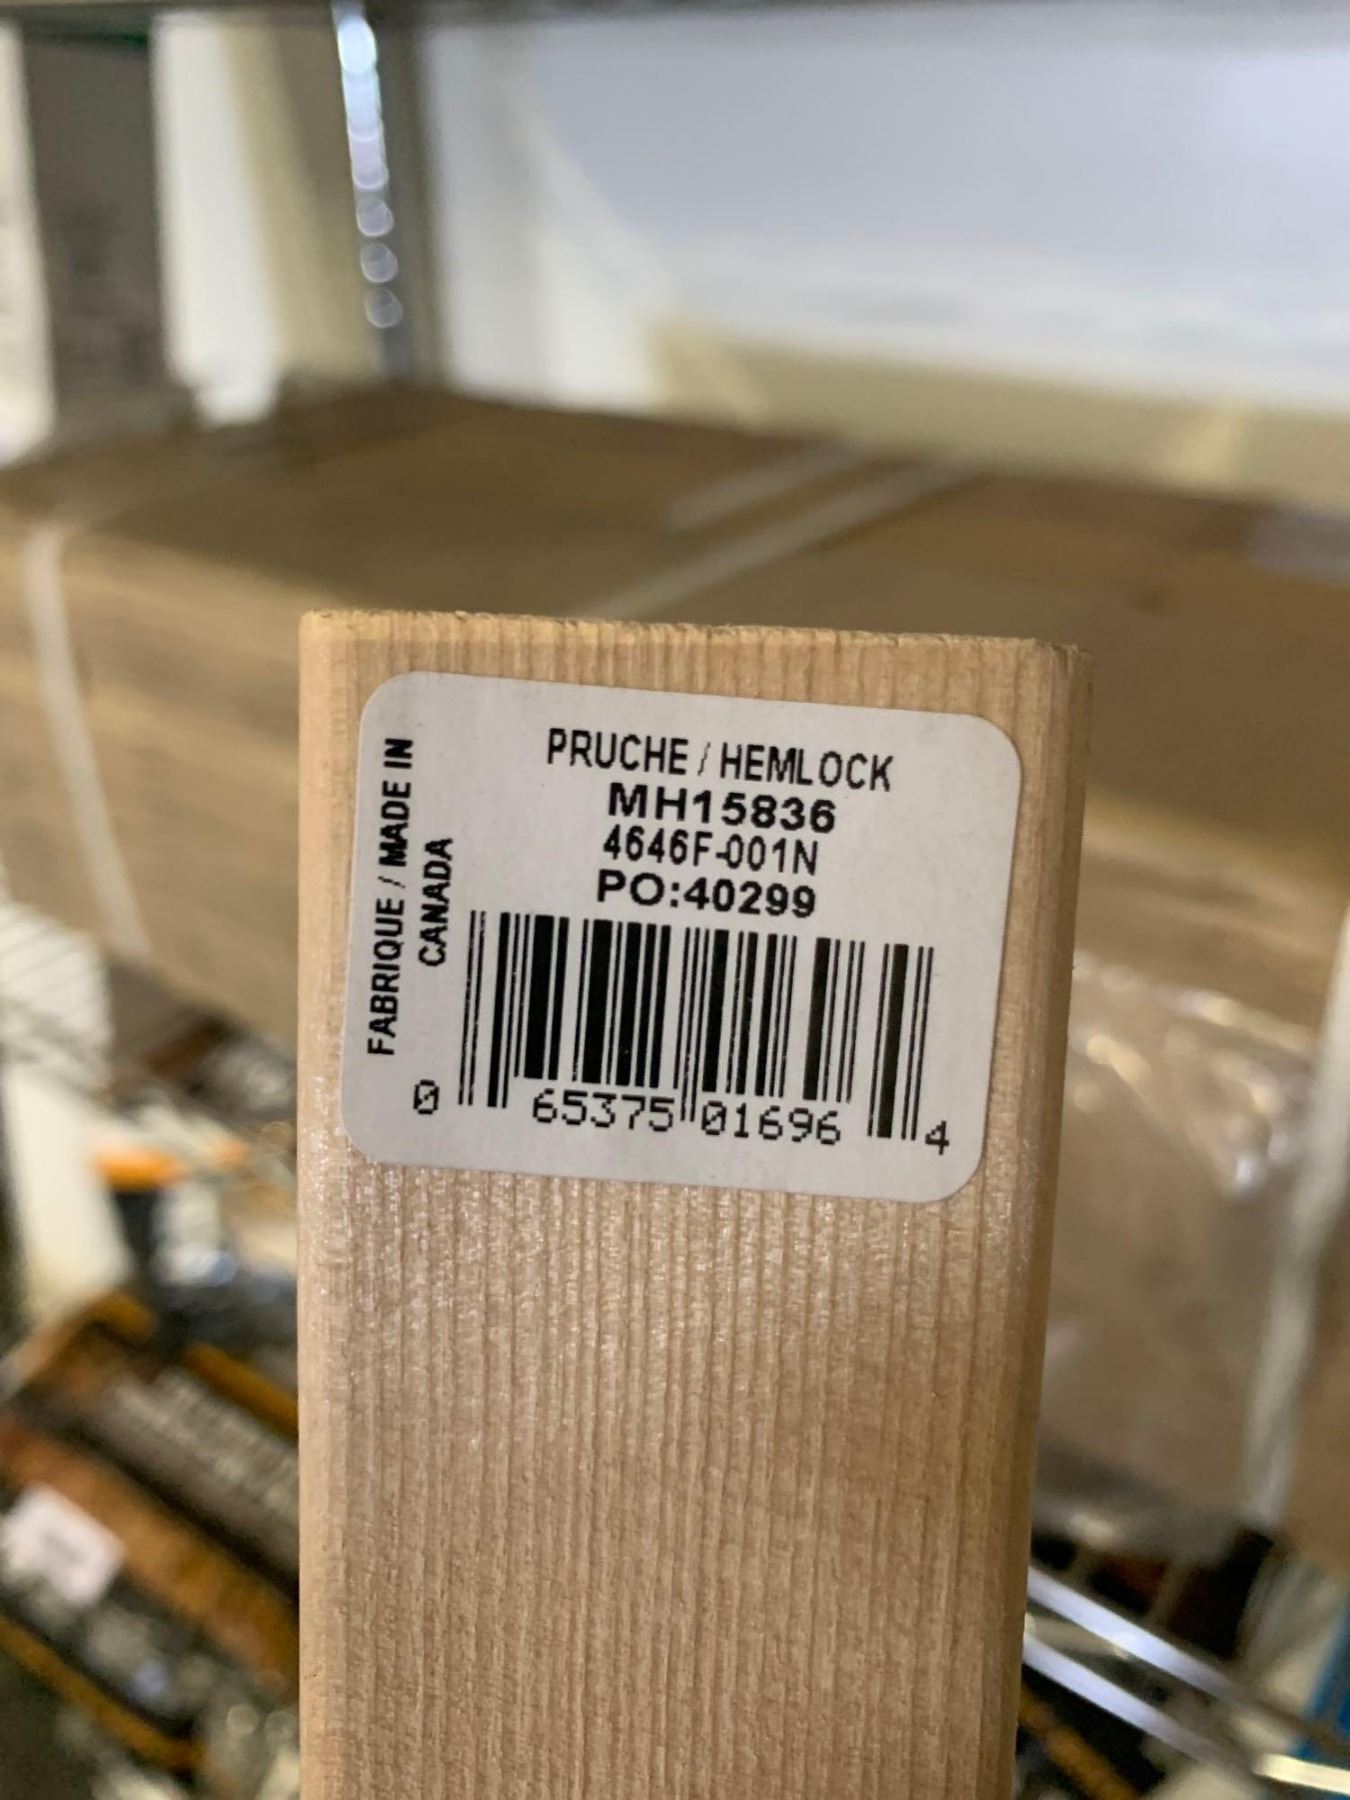 PRUCHE / HEMLOCK
MH15836
4646F-001N
PO:40299
FABRIQUE / MADE IN
CANADA
0 65375 01696 4